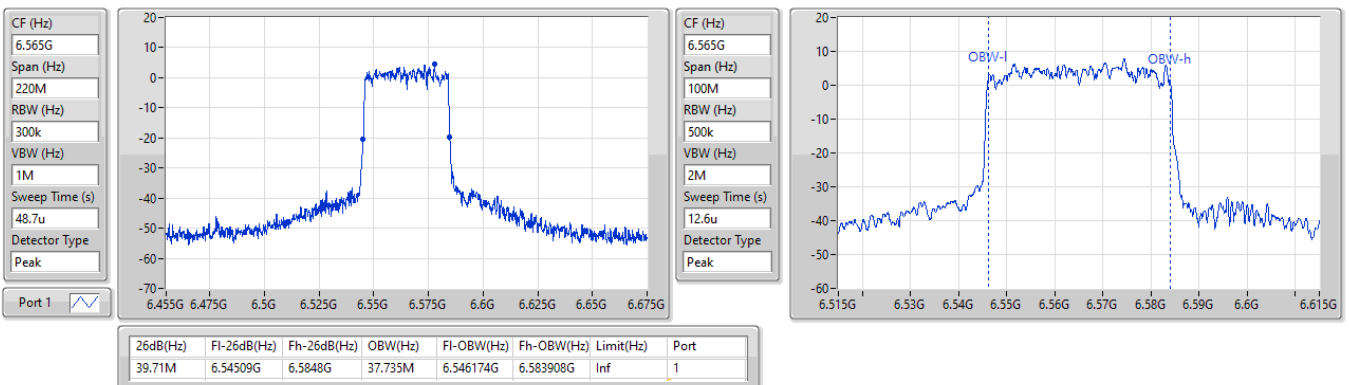 CF (Hz)
6.565G
Span (Hz)
220M
RBW (Hz)
300k
VBW (Hz)
1M
Sweep Time (s)
48.7u
Detector Type
Peak
Port 1
20
10
0
-10
-20
-30
-40
-50
-60
-70
6.455G 6.475G 6.5G 6.525G 6.55G 6.575G 6.6G 6.625G 6.65G 6.675G
CF (Hz)
6.565G
Span (Hz)
100M
RBW (Hz)
500k
VBW (Hz)
2M
Sweep Time (s)
12.6u
Detector Type
Peak
20
10
0
-10
-20
-30
-40
-50
-60
OBW-l OBW-h
6.515G 6.53G 6.54G 6.55G 6.56G 6.57G 6.58G 6.59G 6.6G 6.615G
26dB(Hz) Fl-26dB(Hz) Fh-26dB(Hz) OBW(Hz) Fl-OBW(Hz) Fh-OBW(Hz) Limit(Hz) Port
39.71M 6.54509G 6.5848G 37.735M 6.546174G 6.583908G Inf 1